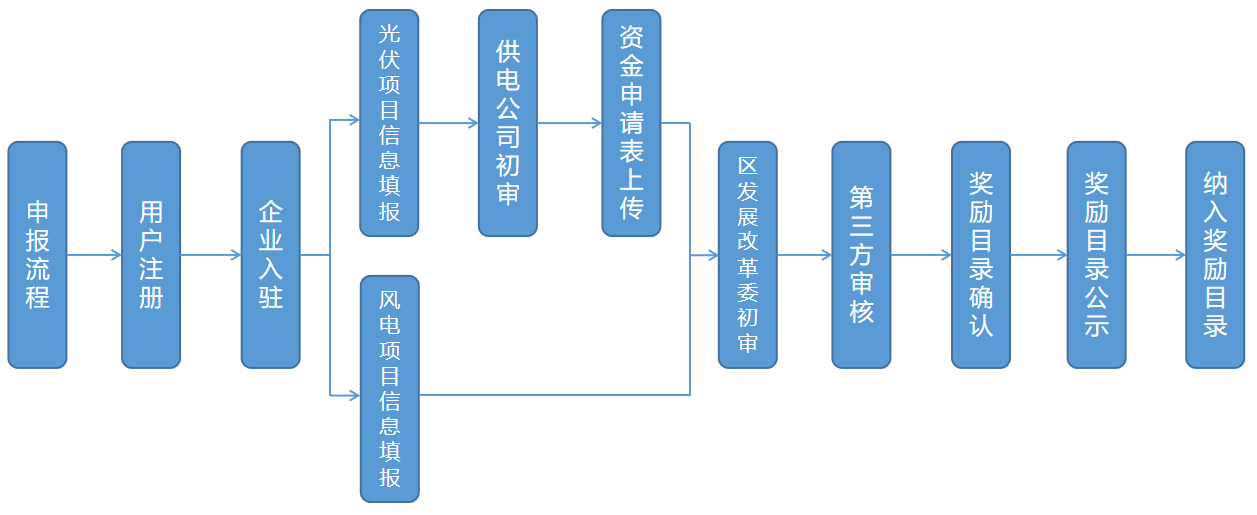 申报流程
用户注册
企业入驻
光伏项目信息填报
供电公司初审
资金申请表上传
风电项目信息填报
区发展改革委初审
第三方审核
奖励目录确认
奖励目录公示
纳入奖励目录